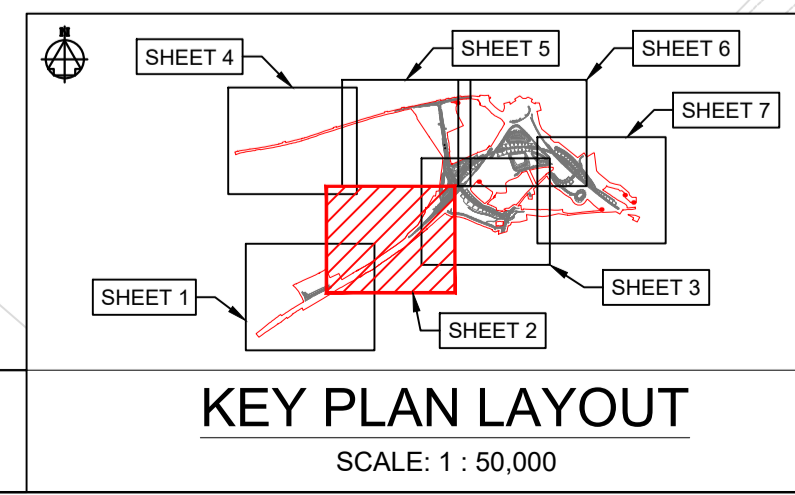 N
SHEET 4
SHEET 5
SHEET 6
SHEET 7
SHEET 1
SHEET 2
SHEET 3
KEY PLAN LAYOUT
SCALE: 1 : 50,000